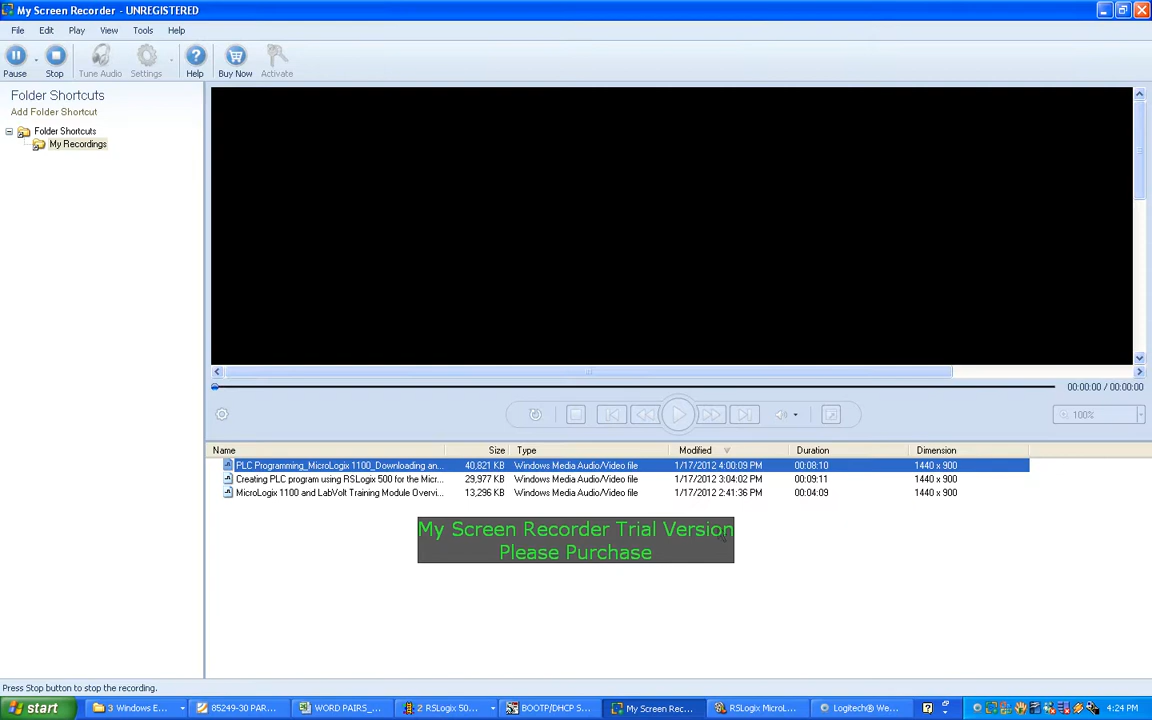 My Screen Recorder - UNREGISTERED
File Edit Play View Tools Help
Pause Stop Tune Audio Settings Help Buy Now Activate
Folder Shortcuts
Add Folder Shortcut
Folder Shortcuts
My Recordings
00:00:00 / 00:00:00
100%
Name Size Type Modified Duration Dimension
PLC Programming_MicroLogix 1100_Downloading an... 40,821 KB Windows Media Audio/Video file 1/17/2012 4:00:09 PM 00:08:10 1440 x 900
Creating PLC program using RSLogix 500 for the Micr... 29,977 KB Windows Media Audio/Video file 1/17/2012 3:04:02 PM 00:09:11 1440 x 900
MicroLogix 1100 and LabVolt Training Module Overvi... 13,296 KB Windows Media Audio/Video file 1/17/2012 2:41:36 PM 00:04:09 1440 x 900
My Screen Recorder Trial Version
Please Purchase
Press Stop button to stop the recording.
start 3 Windows E... 85249-30 PAR... WORD PAIRS_... 2 RSLogix 50... BOOTP/DHCP S... My Screen Rec... RSLogix MicroL... Logitech® We... 4:24 PM